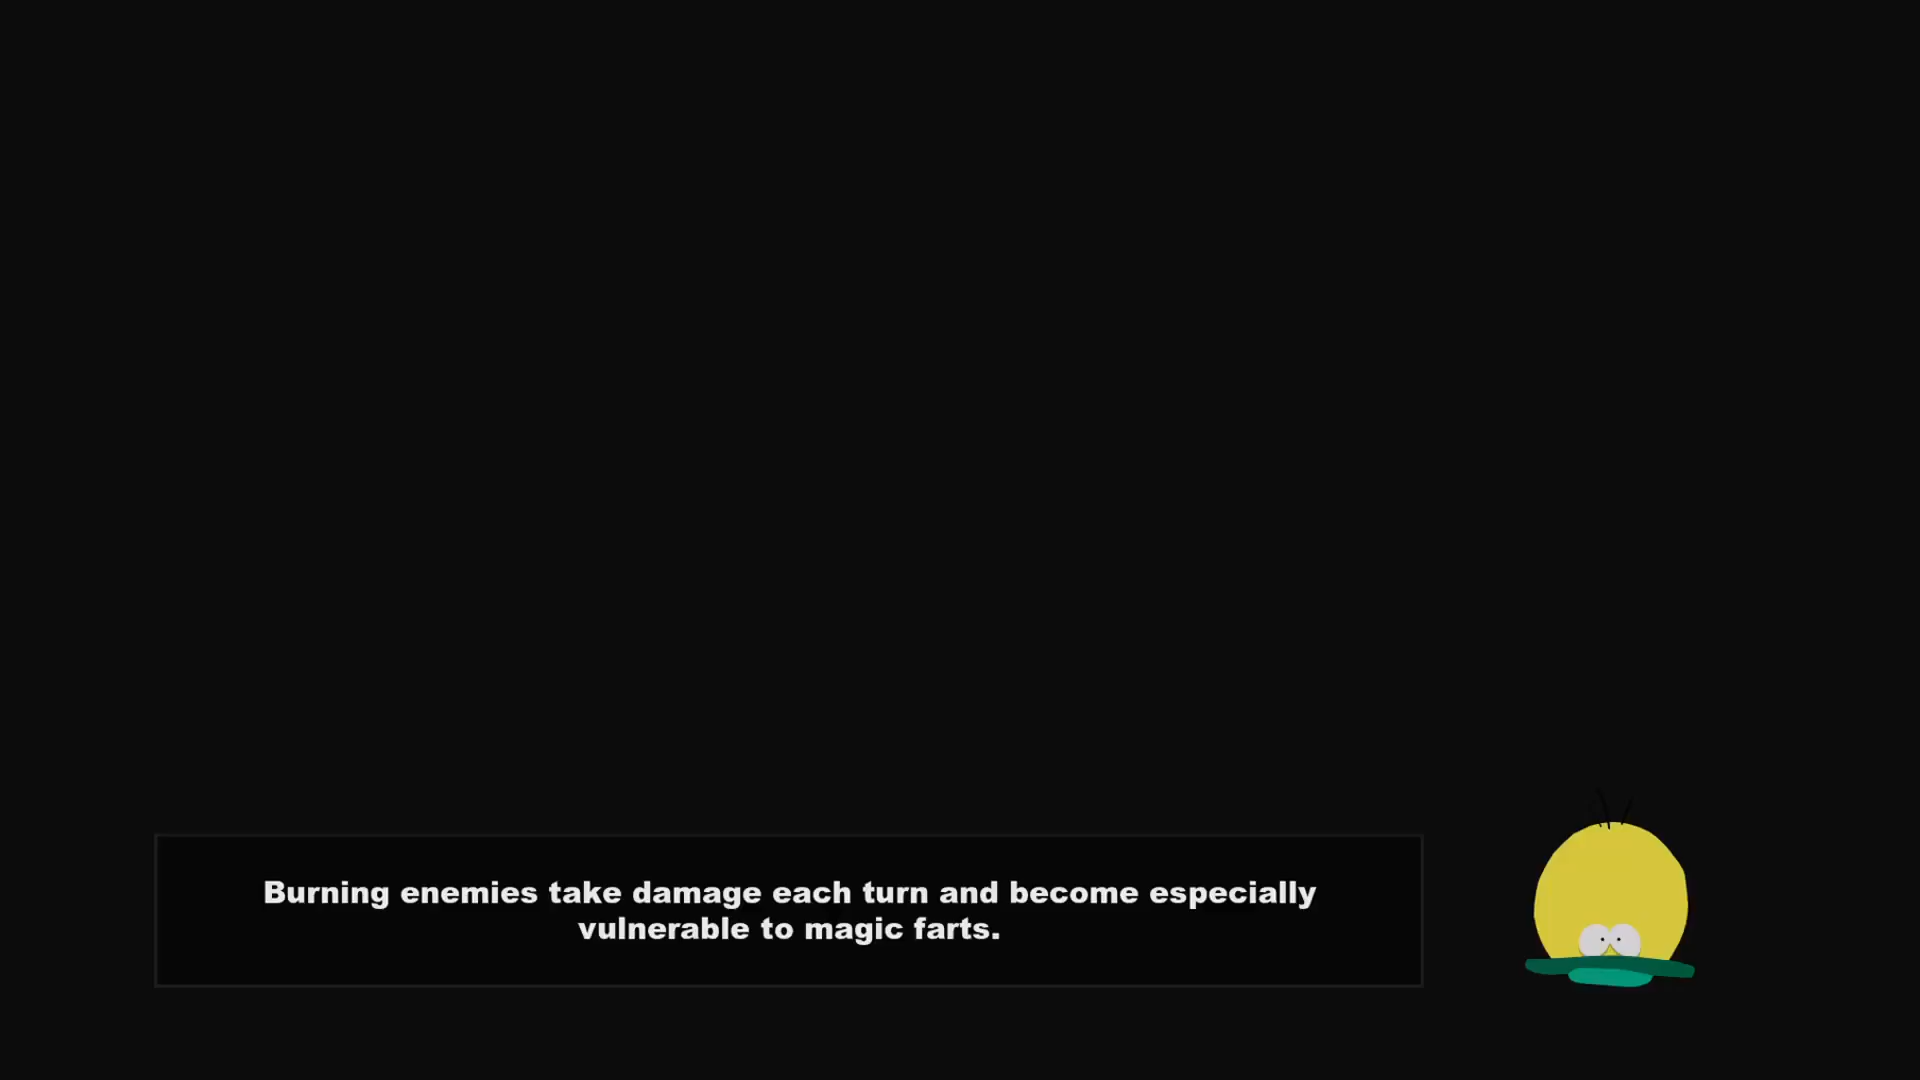 Burning enemies take damage each turn and become especially
vulnerable to magic farts.